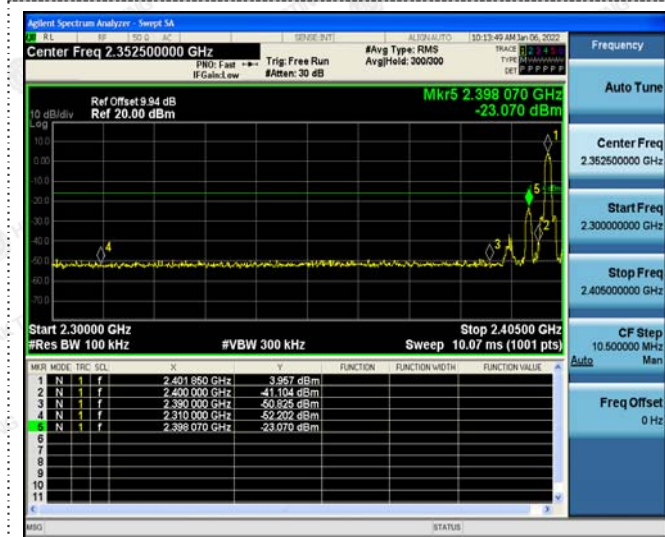 Agilent Spectrum Analyzer - Swept SA
RL RF 50 Ω AC SENSE:INT ALIGN AUTO 10:13:49 AM Jan 06, 2022
Center Freq 2.352500000 GHz
PNO: Fast
IFGain:Low
Trig: Free Run
#Atten: 30 dB
#Avg Type: RMS
Avg|Hold: 300/300
TRACE 1 2 3 4 5 6
TYPE
DET P P P P P P
Ref Offset 9.94 dB
10 dB/div Ref 20.00 dBm
Log
Mkr5 2.398 070 GHz
-23.070 dBm
10.0
0.00
-10.0
-20.0
-30.0
-40.0
-50.0
-60.0
-70.0
1
5
2
3
4
Start 2.30000 GHz Stop 2.40500 GHz
#Res BW 100 kHz #VBW 300 kHz Sweep 10.07 ms (1001 pts)
MKR MODE TRC SCL X Y FUNCTION FUNCTION WIDTH FUNCTION VALUE
1 N 1 f 2.401 850 GHz 3.957 dBm
2 N 1 f 2.400 000 GHz -41.104 dBm
3 N 1 f 2.390 000 GHz -50.825 dBm
4 N 1 f 2.310 000 GHz -52.202 dBm
5 N 1 f 2.398 070 GHz -23.070 dBm
6
7
8
9
10
11
MSG STATUS
Frequency
Auto Tune
Center Freq
2.352500000 GHz
Start Freq
2.300000000 GHz
Stop Freq
2.405000000 GHz
CF Step
10.500000 MHz
Auto Man
Freq Offset
0 Hz